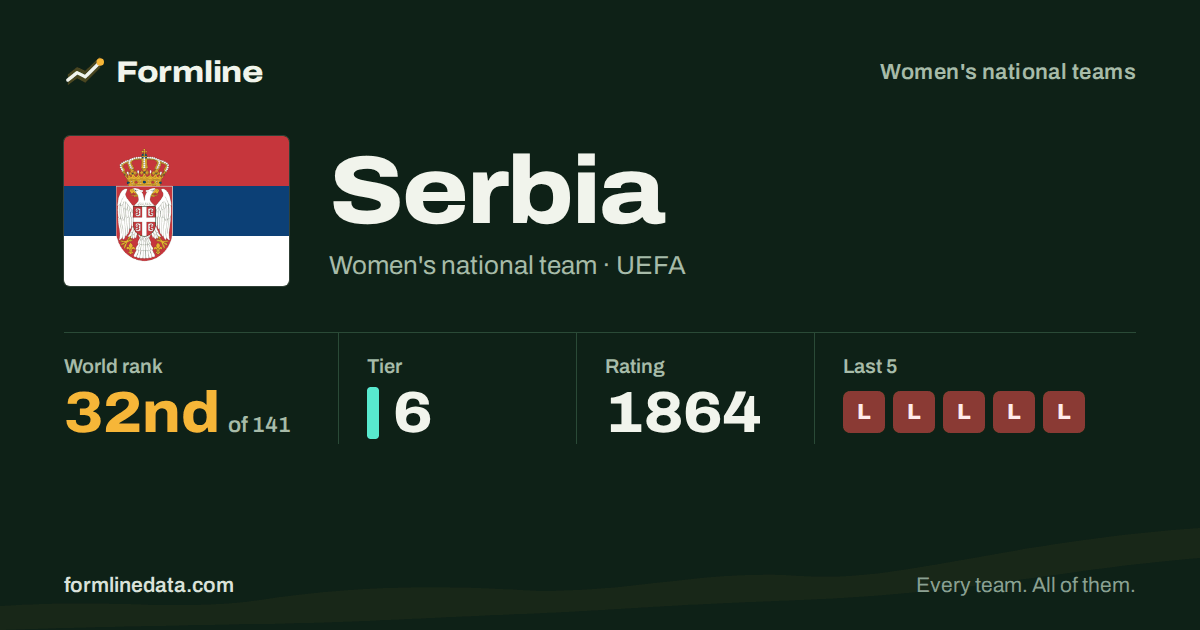 Formline
Women's national teams
Serbia
Women's national team · UEFA
World rank
32nd of 141
Tier
6
Rating
1864
Last 5
L L L L L
formlinedata.com
Every team. All of them.